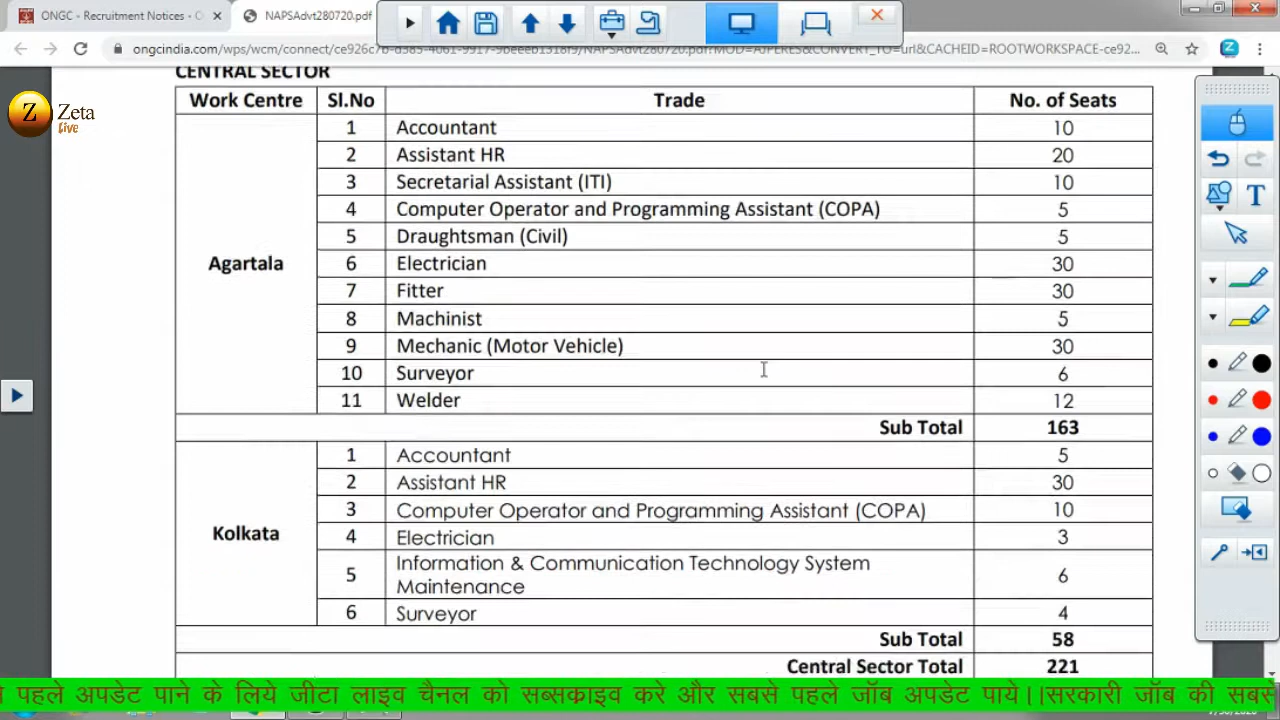 ONGC - Recruitment Notices - O
NAPSAdvt280720.pdf
ongcindia.com/wps/wcm/connect/ce926c7b-d385-4061-9917-9beeeb1318f9/NAPSAdvt280720.pdf?MOD=AJPERES&CONVERT_TO=url&CACHEID=ROOTWORKSPACE-ce92...
Z Zeta
live
CENTRAL SECTOR
Work Centre Sl.No Trade No. of Seats
1 Accountant 10
2 Assistant HR 20
3 Secretarial Assistant (ITI) 10
4 Computer Operator and Programming Assistant (COPA) 5
5 Draughtsman (Civil) 5
Agartala 6 Electrician 30
7 Fitter 30
8 Machinist 5
9 Mechanic (Motor Vehicle) 30
10 Surveyor 6
11 Welder 12
Sub Total 163
1 Accountant 5
2 Assistant HR 30
3 Computer Operator and Programming Assistant (COPA) 10
Kolkata
4 Electrician 3
5 Information & Communication Technology System
Maintenance 6
6 Surveyor 4
Sub Total 58
Central Sector Total 221
पहले अपडेट पाने के लिये जीटा लाइव चैनल को सब्सक्राइब करें और सबसे पहले जॉब अपडेट पाये।।सरकारी जॉब की सबसे